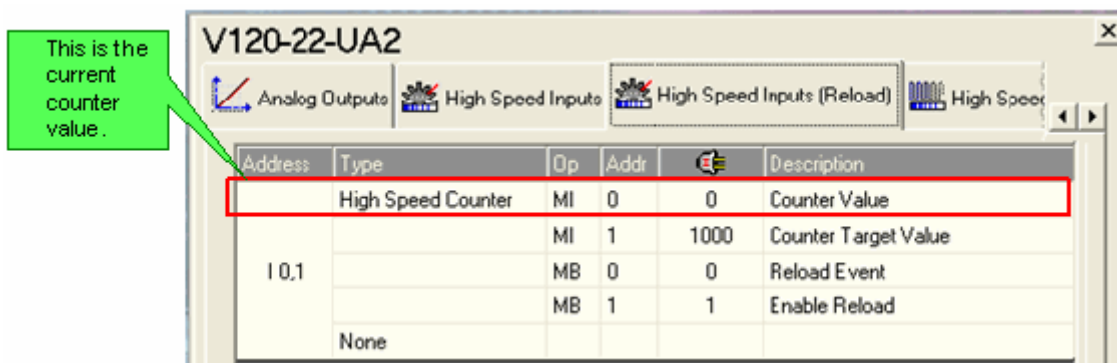 This is the
current
counter
value.
V120-22-UA2
Analog Outputs High Speed Inputs High Speed Inputs (Reload) High Speed
Address Type Op Addr Description
High Speed Counter MI 0 0 Counter Value
MI 1 1000 Counter Target Value
I 0,1
MB 0 0 Reload Event
MB 1 1 Enable Reload
None